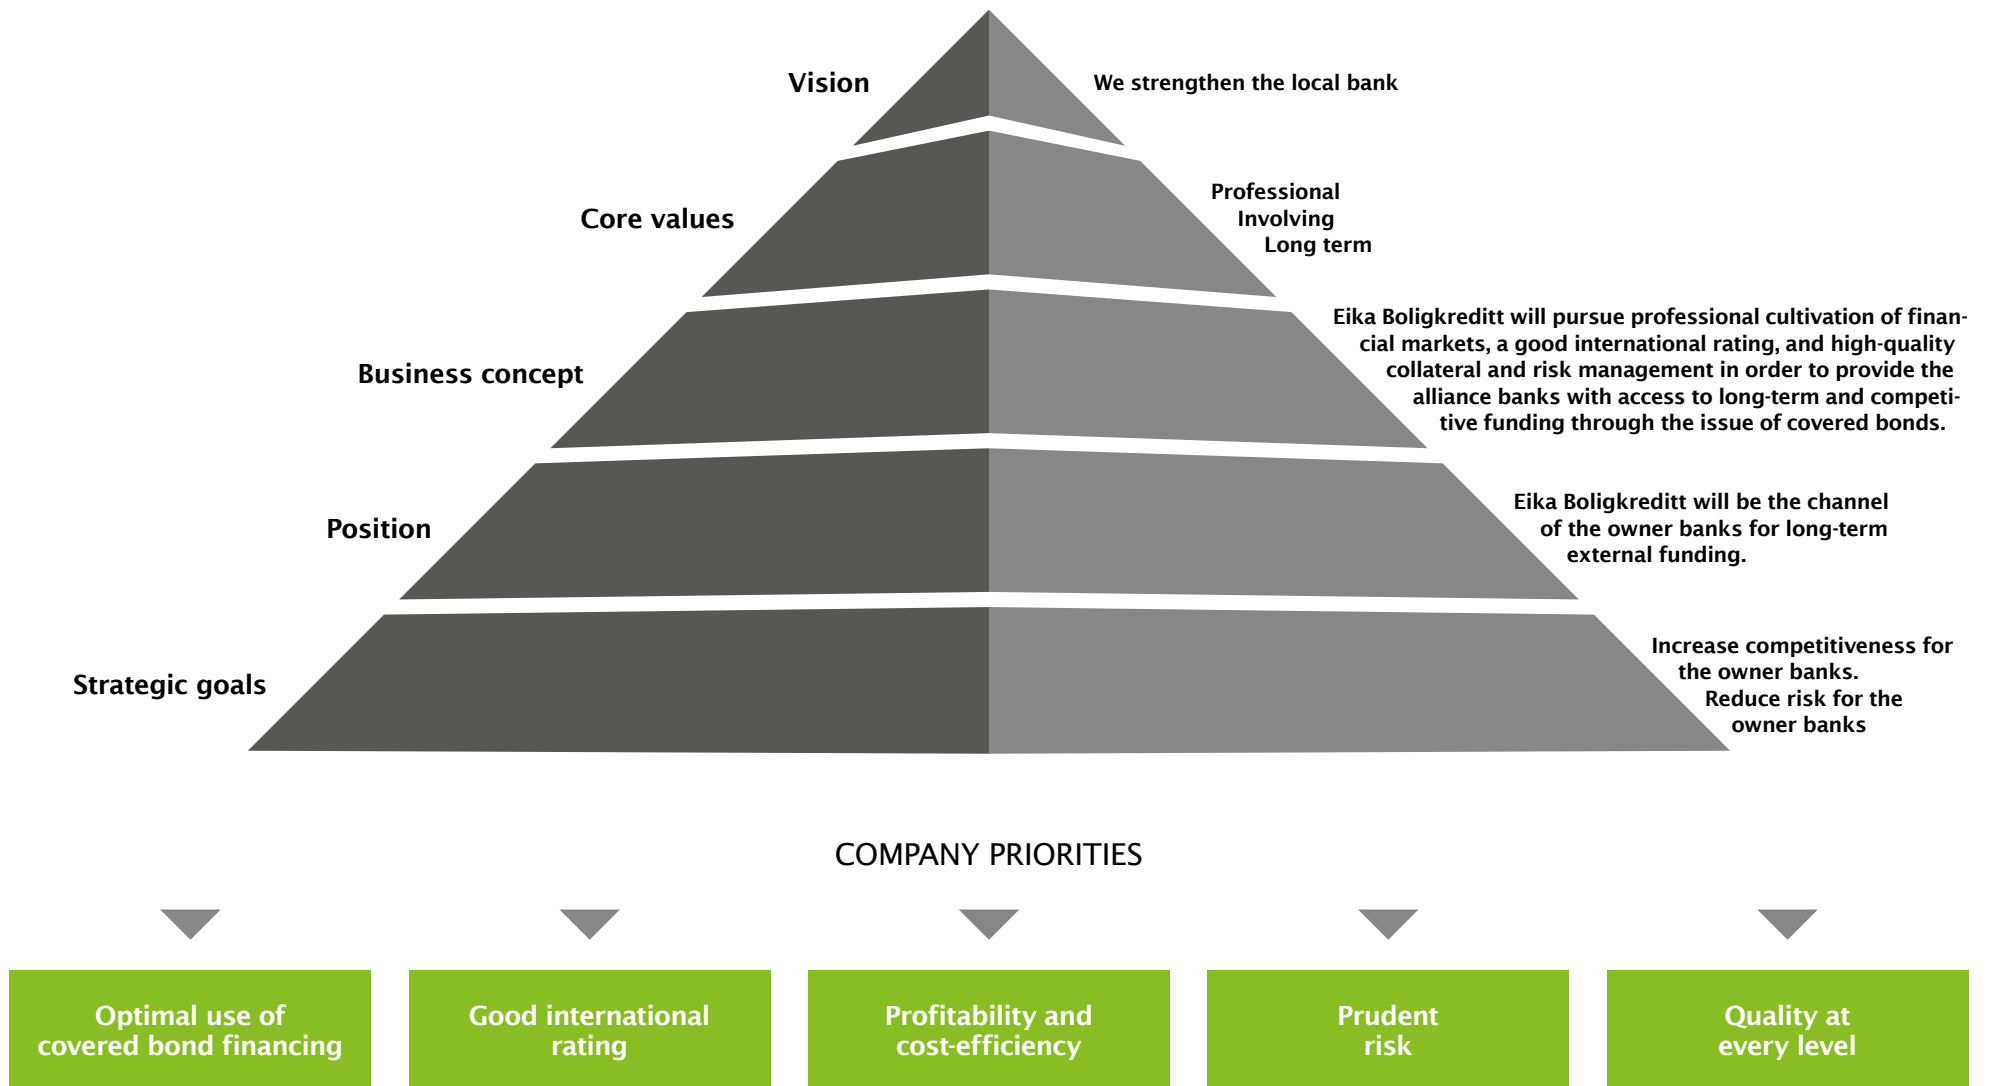 Vision
We strengthen the local bank
Core values
Professional
Involving
Long term
Business concept
Eika Boligkreditt will pursue professional cultivation of finan-
cial markets, a good international rating, and high-quality
collateral and risk management in order to provide the
alliance banks with access to long-term and competi-
tive funding through the issue of covered bonds.
Position
Eika Boligkreditt will be the channel
of the owner banks for long-term
external funding.
Strategic goals
Increase competitiveness for
the owner banks.
Reduce risk for the
owner banks
COMPANY PRIORITIES
Optimal use of
covered bond financing
Good international
rating
Profitability and
cost-efficiency
Prudent
risk
Quality at
every level